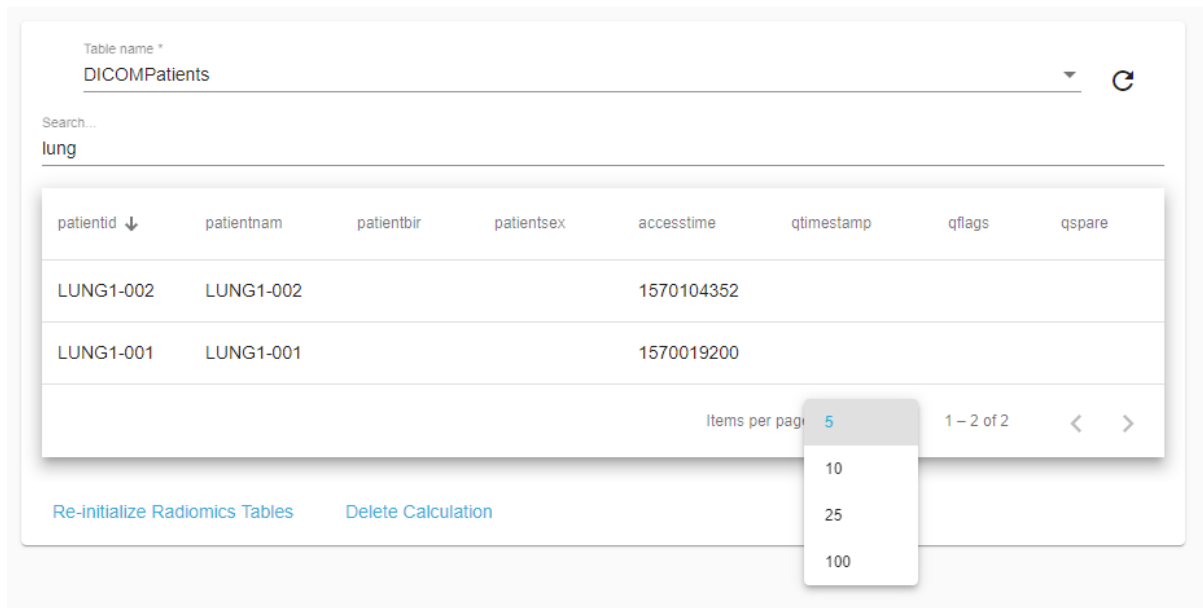 Table name *
DICOMPatients
Search...
lung
patientid patientnam patientbir patientsex accesstime qtimestamp qflags qspare
LUNG1-002 LUNG1-002 1570104352
LUNG1-001 LUNG1-001 1570019200
Items per pag 5 1 – 2 of 2
10
Re-initialize Radiomics Tables Delete Calculation 25
100